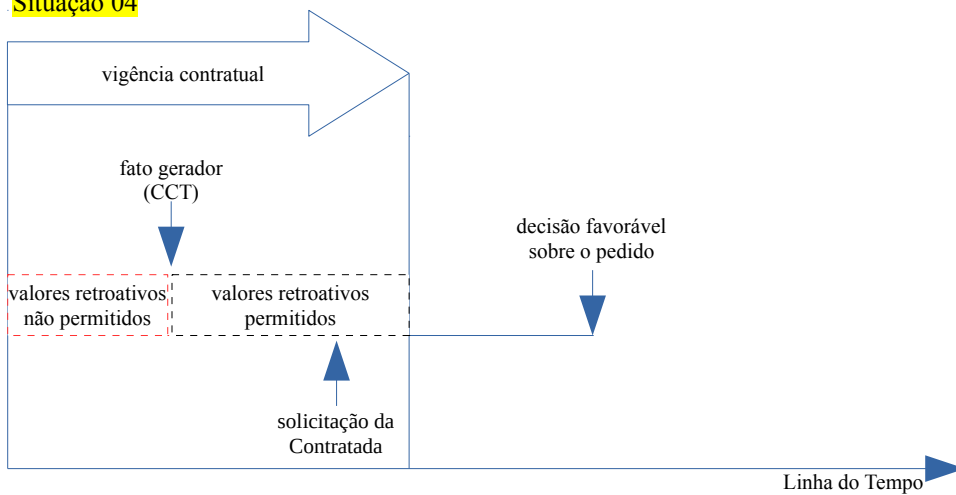 Situação 04
vigência contratual
fato gerador
(CCT)
decisão favorável
sobre o pedido
valores retroativos
não permitidos
valores retroativos
permitidos
solicitação da
Contratada
Linha do Tempo